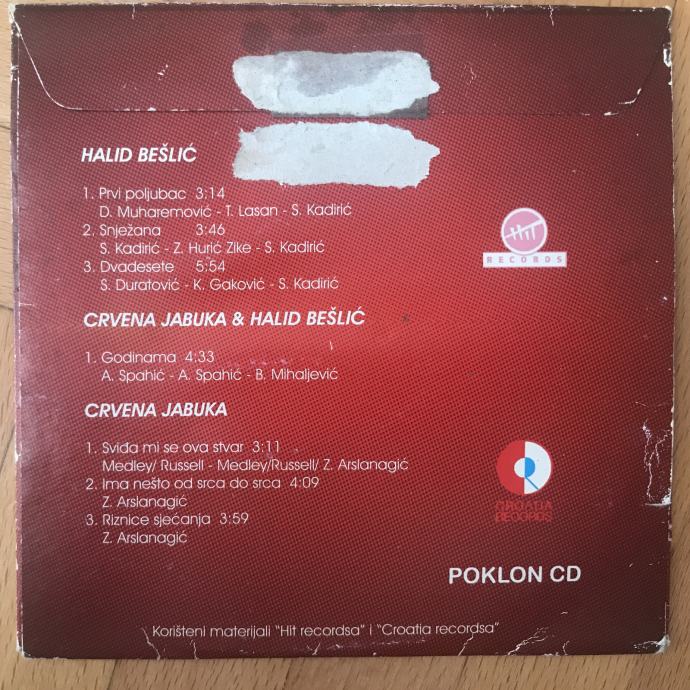 HALID BEŠLIĆ
1. Prvi poljubac 3:14
D. Muharemović - T. Lasan - S. Kadirić
2. Snježana 3:46
S. Kadirić - Z. Hurić Zike - S. Kadirić
3. Dvadesete 5:54
S. Duratović - K. Gaković - S. Kadirić
HIT
RECORDS
CRVENA JABUKA & HALID BEŠLIĆ
1. Godinama 4:33
A. Spahić - A. Spahić - B. Mihaljević
CRVENA JABUKA
1. Sviđa mi se ova stvar 3:11
Medley/ Russell - Medley/Russell/ Z. Arslanagić
2. Ima nešto od srca do srca 4:09
Z. Arslanagić
3. Riznice sjećanja 3:59
Z. Arslanagić
CROATIA
RECORDS
POKLON CD
Korišteni materijali "Hit recordsa" i "Croatia recordsa"